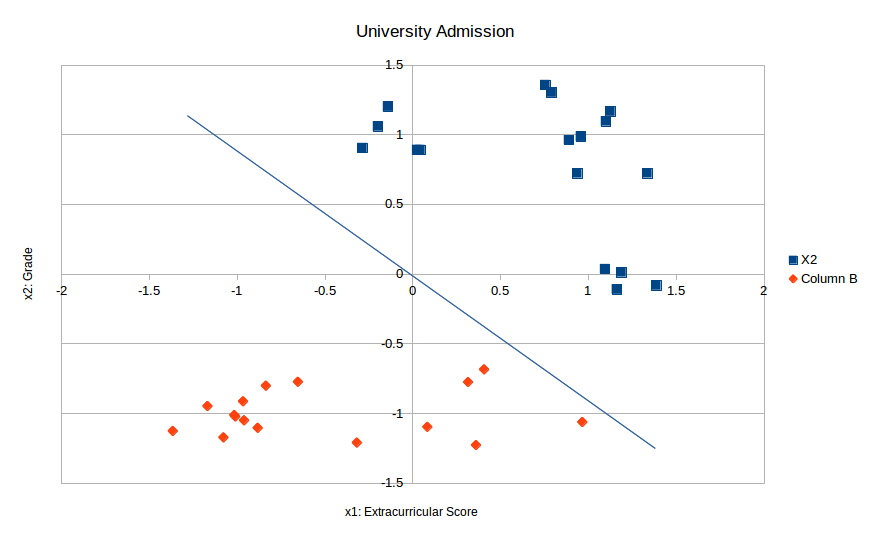 University Admission
1.5
1
0.5
0
-2 -1.5 -1 -0.5 0 0.5 1 1.5 2
-0.5
-1
-1.5
x2: Grade
x1: Extracurricular Score
X2
Column B